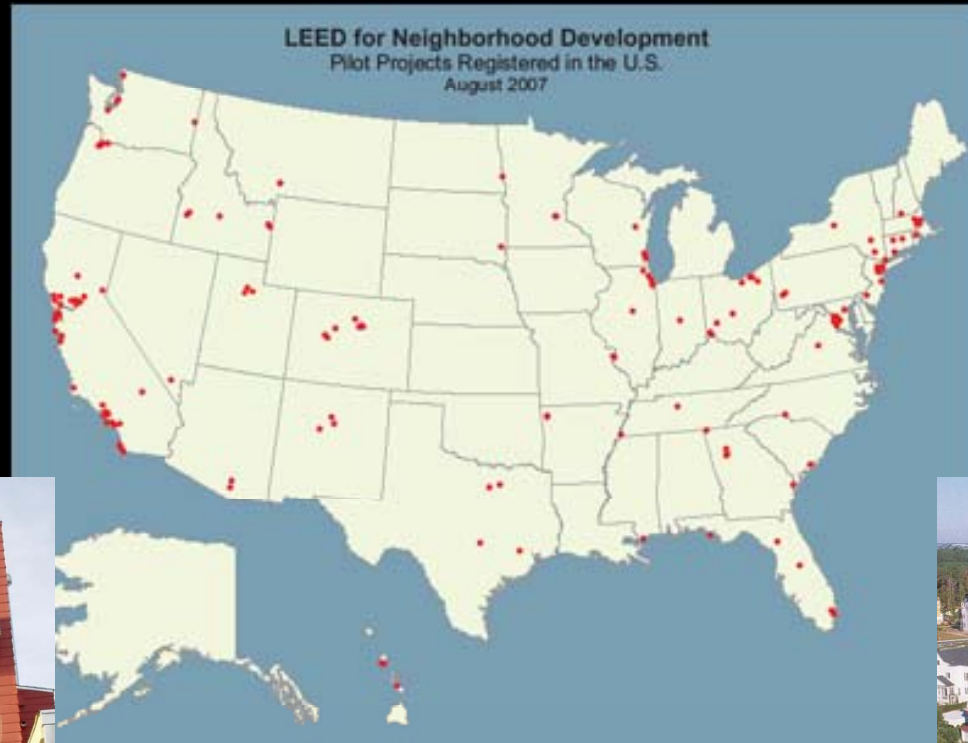 LEED for Neighborhood Development
Pilot Projects Registered in the U.S.
August 2007